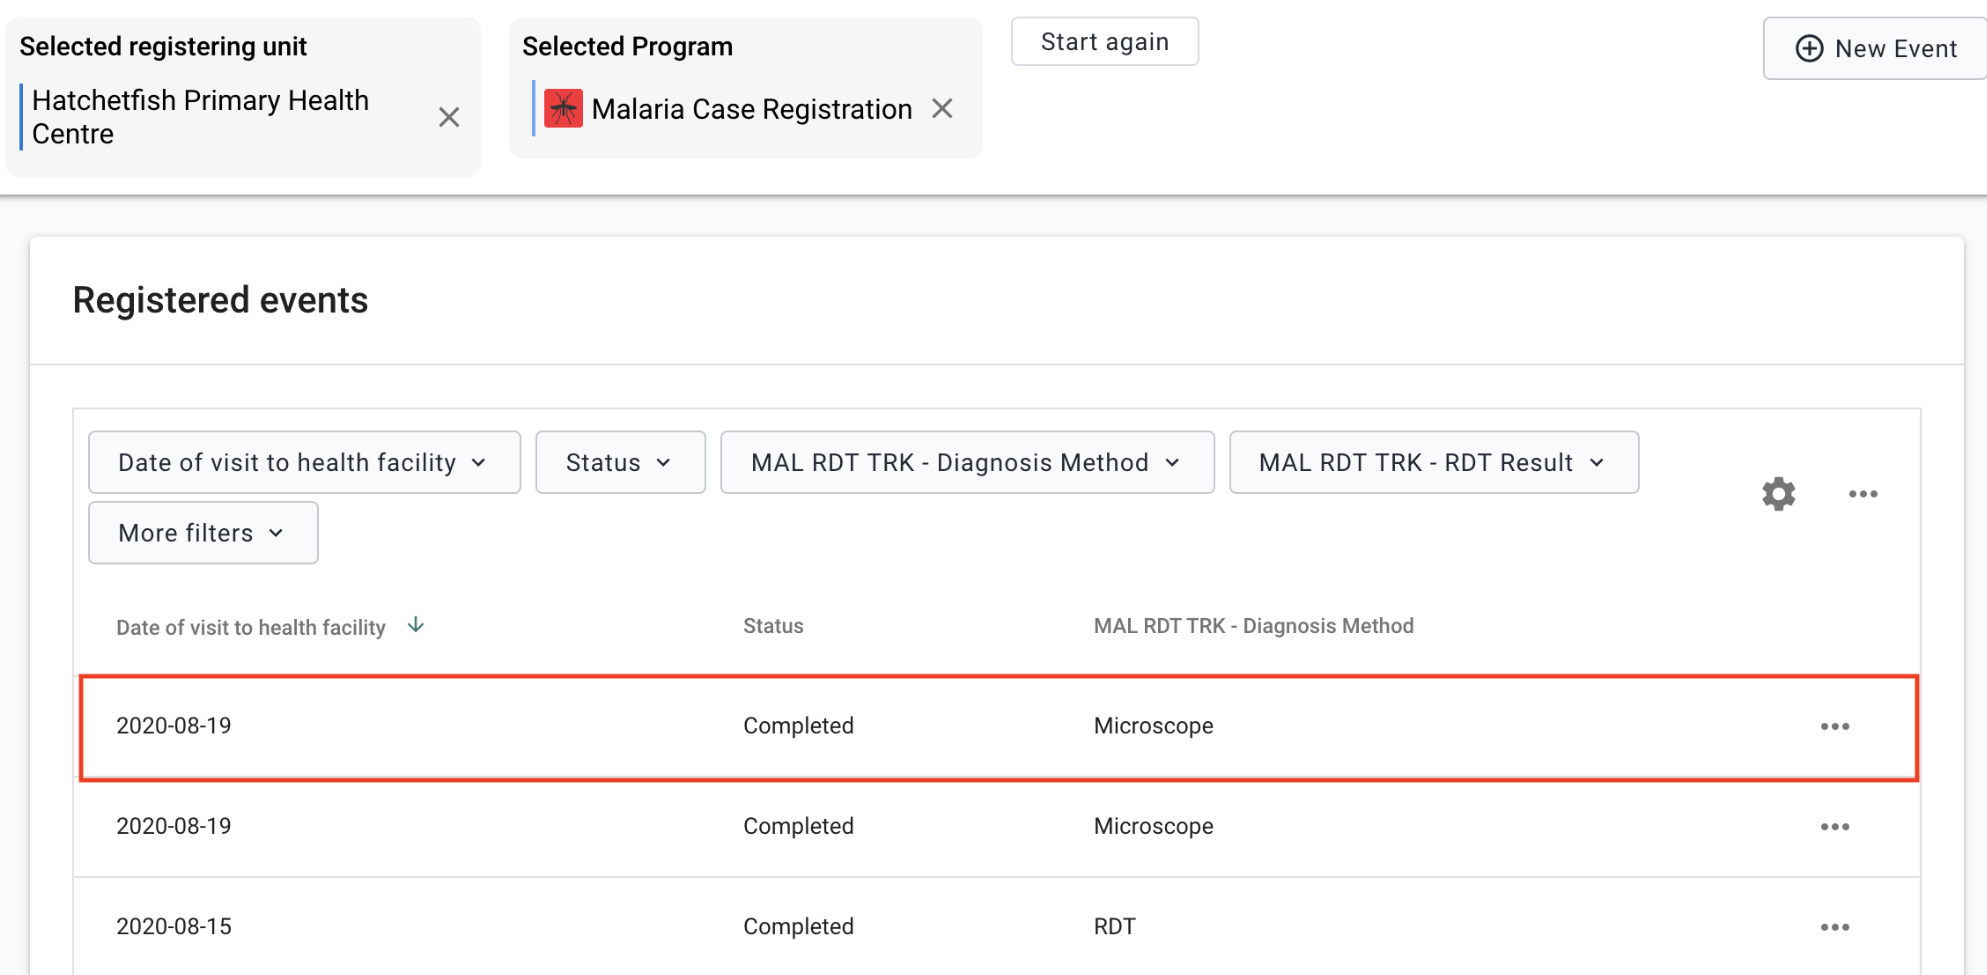 Selected registering unit
Hatchetfish Primary Health
Centre
Selected Program
Malaria Case Registration
Start again
New Event
Registered events
Date of visit to health facility
Status
MAL RDT TRK - Diagnosis Method
MAL RDT TRK - RDT Result
More filters
Date of visit to health facility Status MAL RDT TRK - Diagnosis Method
2020-08-19 Completed Microscope
2020-08-19 Completed Microscope
2020-08-15 Completed RDT